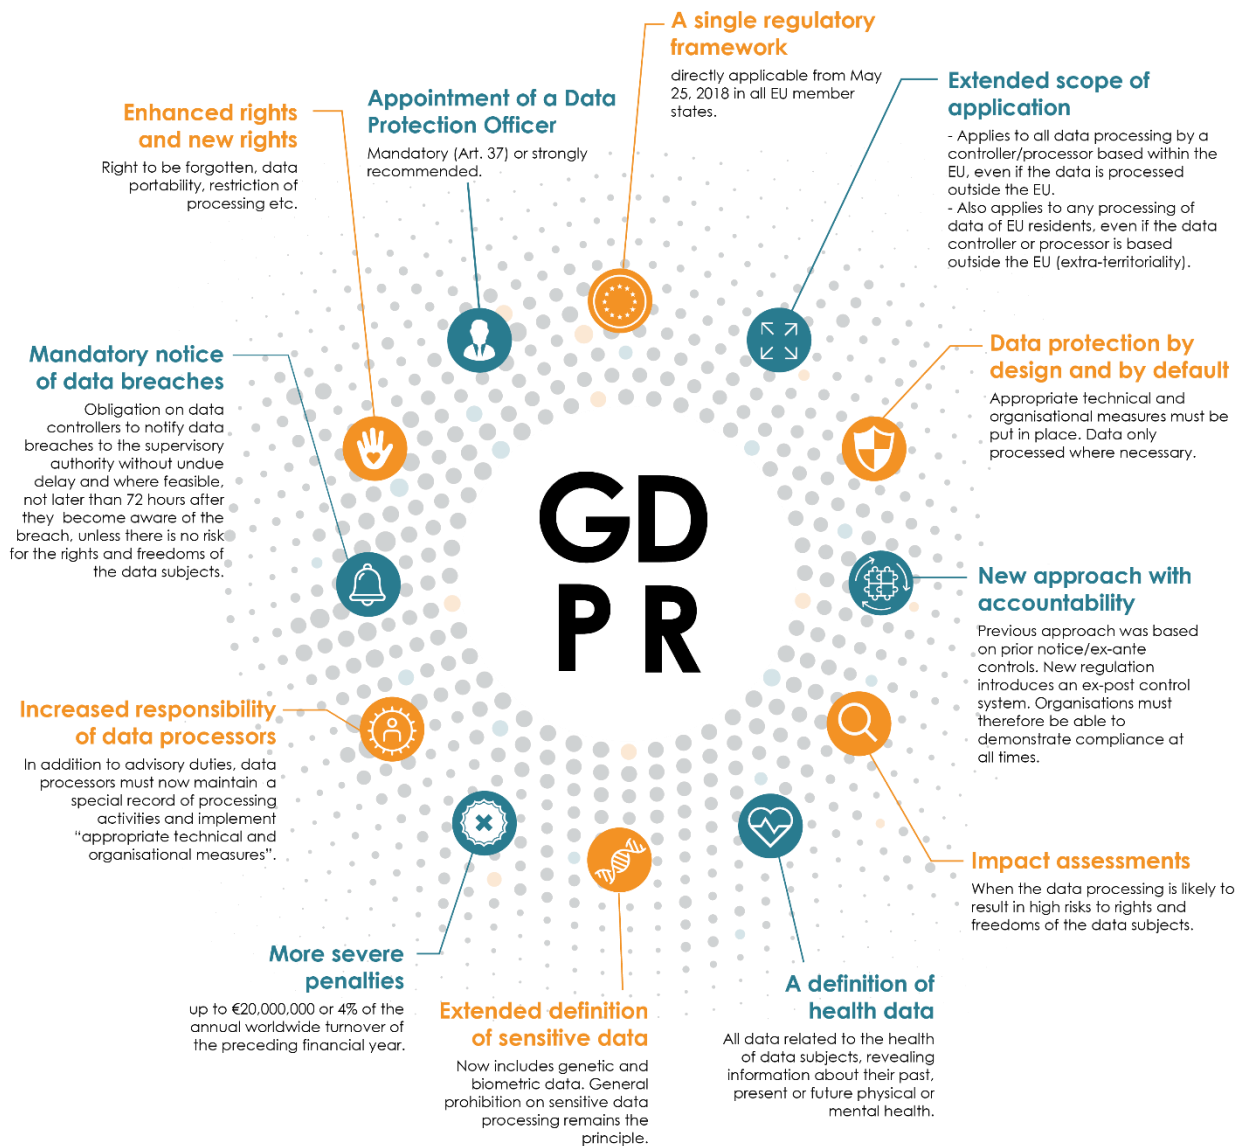 A single regulatory
framework
directly applicable from May
25, 2018 in all EU member
states.
Extended scope of
application
- Applies to all data processing by a
controller/processor based within the
EU, even if the data is processed
outside the EU.
- Also applies to any processing of
data of EU residents, even if the data
controller or processor is based
outside the EU (extra-territoriality).
Data protection by
design and by default
Appropriate technical and
organisational measures must be
put in place. Data only
processed where necessary.
New approach with
accountability
Previous approach was based
on prior notice/ex-ante
controls. New regulation
introduces an ex-post control
system. Organisations must
therefore be able to
demonstrate compliance at
all times.
Impact assessments
When the data processing is likely to
result in high risks to rights and
freedoms of the data subjects.
A definition of
health data
All data related to the health
of data subjects, revealing
information about their past,
present or future physical or
mental health.
Extended definition
of sensitive data
Now includes genetic and
biometric data. General
prohibition on sensitive data
processing remains the
principle.
More severe
penalties
up to €20,000,000 or 4% of the
annual worldwide turnover of
the preceding financial year.
Increased responsibility
of data processors
In addition to advisory duties, data
processors must now maintain a
special record of processing
activities and implement
“appropriate technical and
organisational measures”.
Mandatory notice
of data breaches
Obligation on data
controllers to notify data
breaches to the supervisory
authority without undue
delay and where feasible,
not later than 72 hours after
they become aware of the
breach, unless there is no risk
for the rights and freedoms of
the data subjects.
Enhanced rights
and new rights
Right to be forgotten, data
portability, restriction of
processing etc.
Appointment of a Data
Protection Officer
Mandatory (Art. 37) or strongly
recommended.
GD
PR